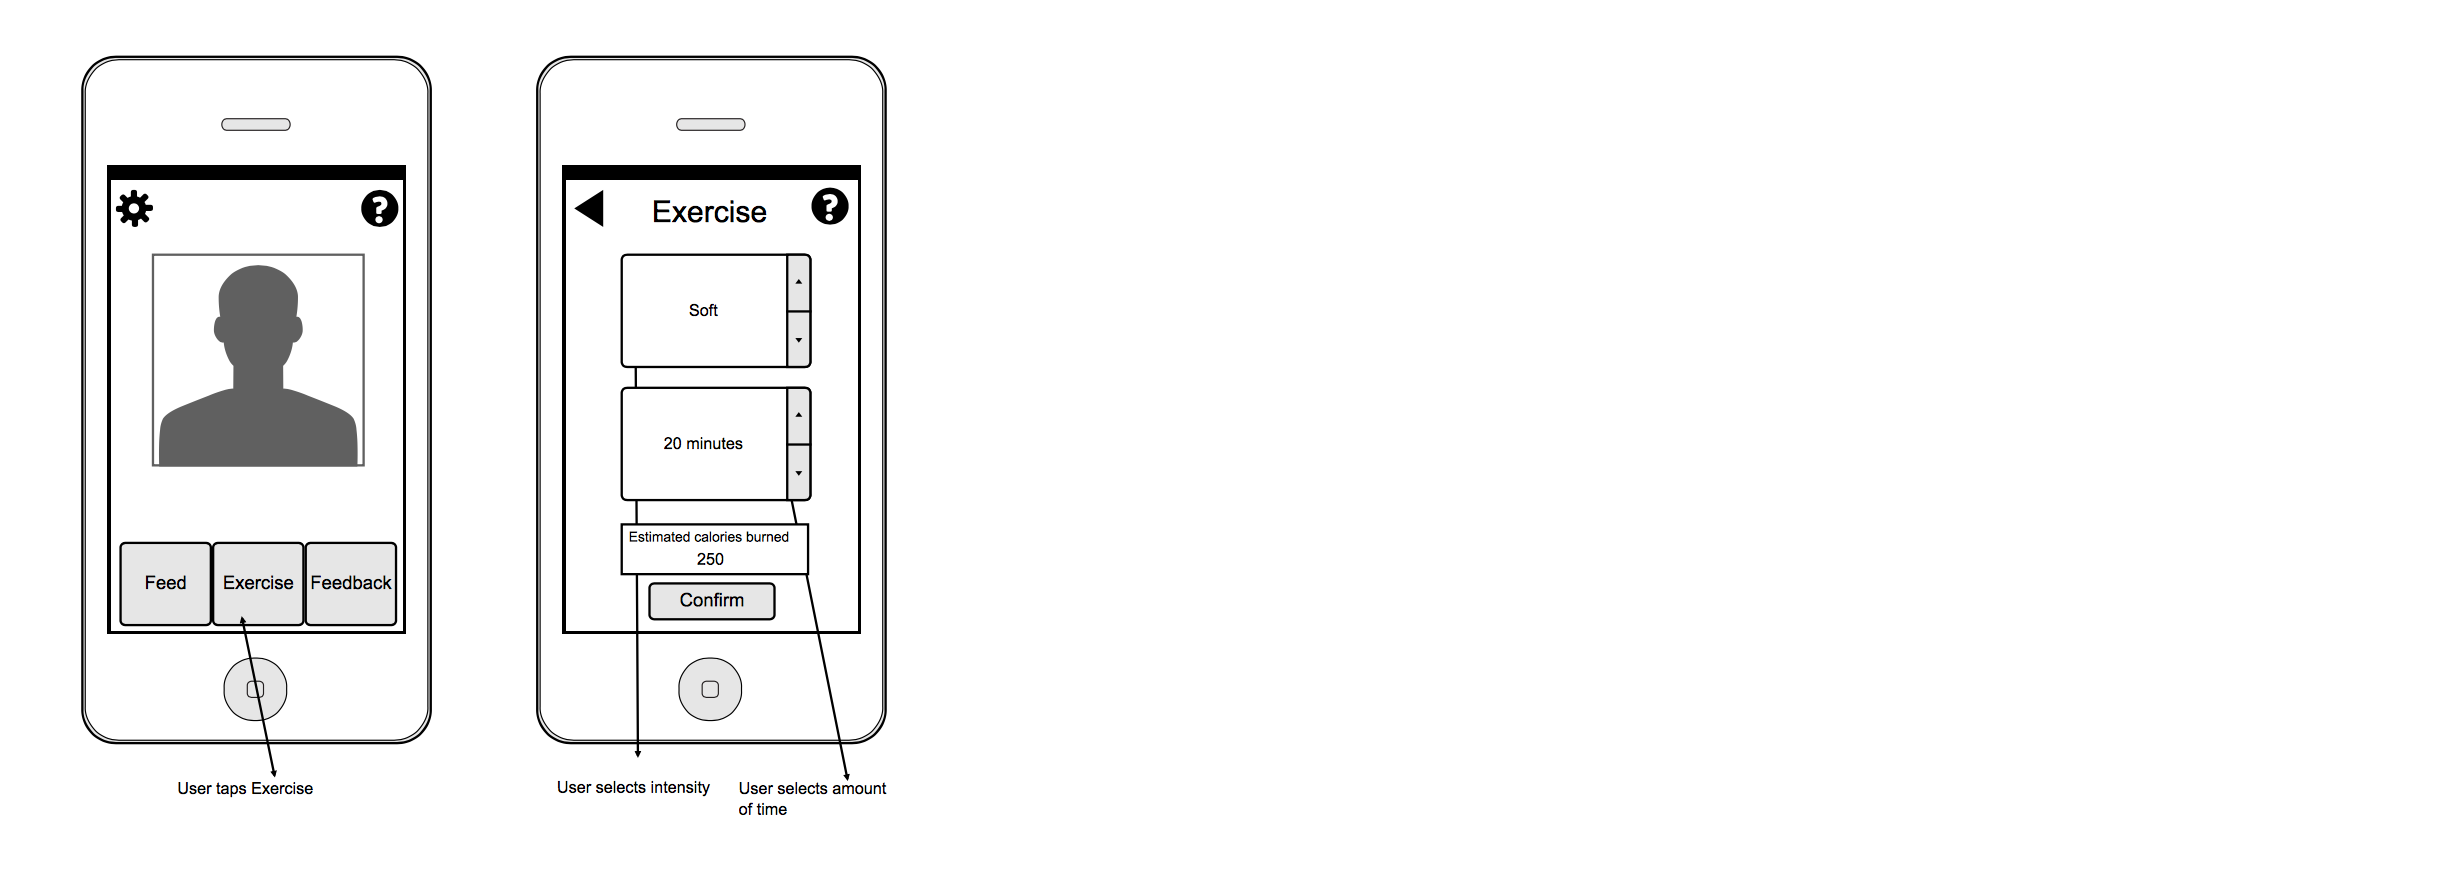 Feed
Exercise
Feedback
User taps Exercise
Exercise
Soft
20 minutes
Estimated calories burned
250
Confirm
User selects intensity
User selects amount
of time